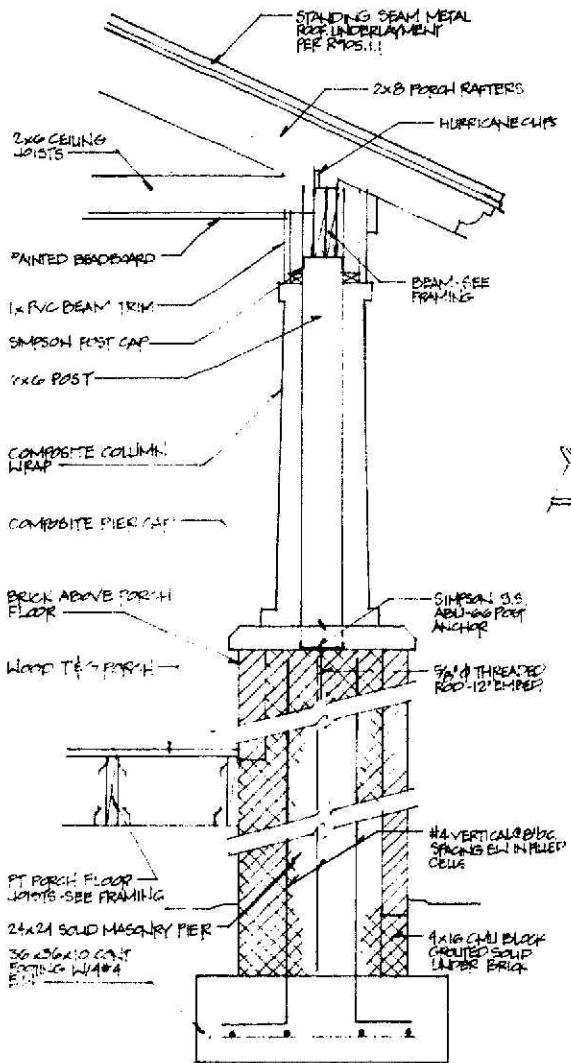 STANDING SEAM METAL
ROOF. UNDERLAYMENT
PER R905.1.1
2x8 PORCH RAFTERS
HURRICANE CLIPS
2x6 CEILING
JOISTS
PAINTED BEADBOARD
BEAM-SEE
FRAMING
1x PVC BEAM TRIM
SIMPSON POST CAP
POST
COMPOSITE COLUMN
WRAP
COMPOSITE PIER CAP
BRICK ABOVE PORCH
FLOOR
SIMPSON S.S
ABU-66 POST
ANCHOR
WOOD T&G PORCH
5/8"Φ THREADED
ROD-12" EMBED.
#4 VERTICAL@8"OC
SPACING EW IN FILLED
CELLS
PT PORCH FLOOR
JOISTS-SEE FRAMING
24x24 SOLID MASONRY PIER
36x36x10 CONT
FOOTING W/4#4
4x16 CMU BLOCK
GROUTED SOLID
UNDER BRICK